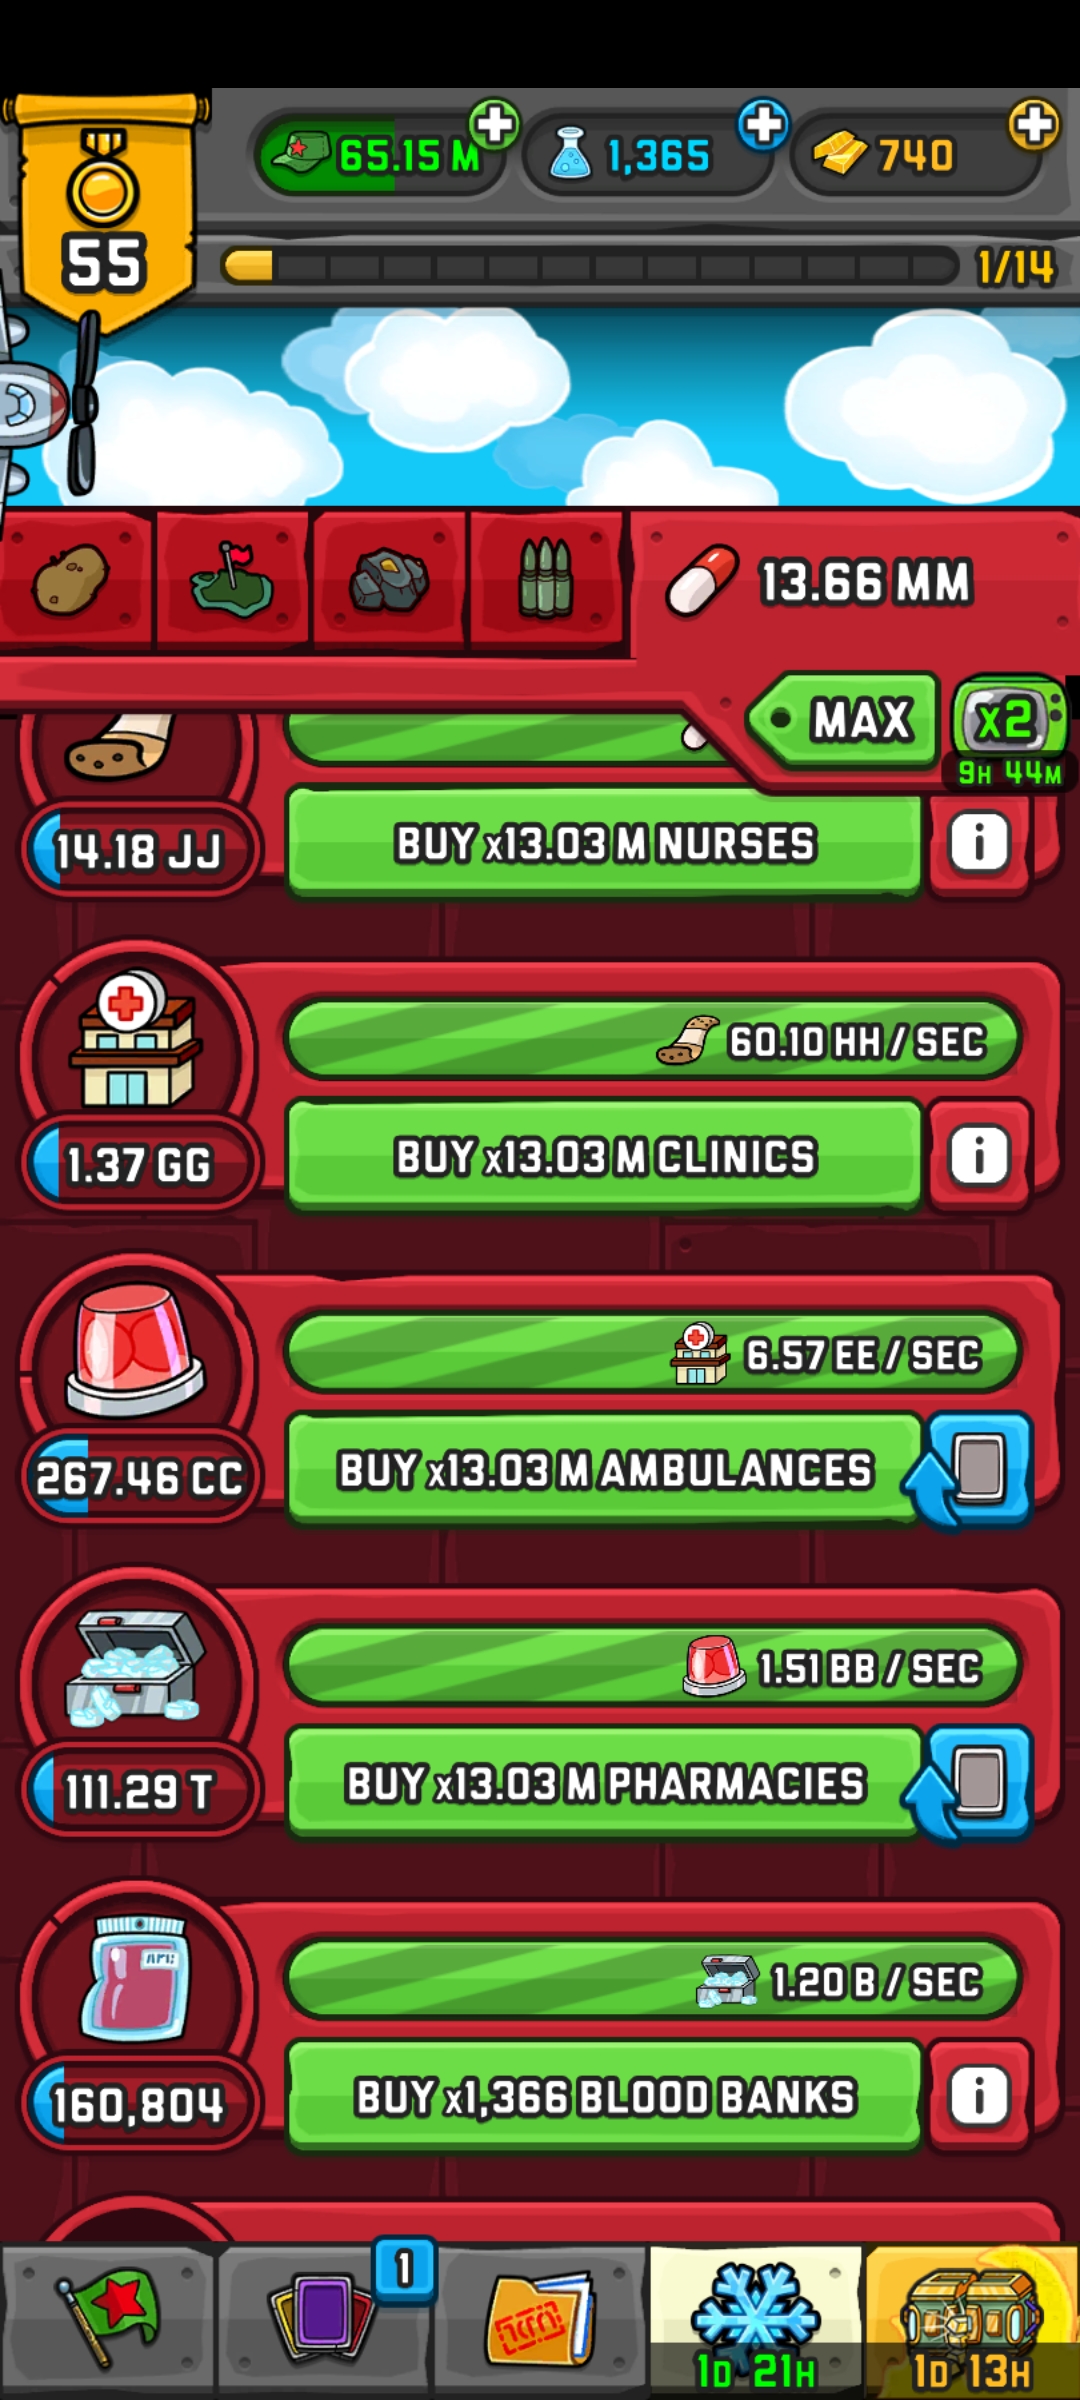 55
65.15 M
1,365
740
1/14
13.66 MM
MAX
x2
9H 44M
14.18 JJ
BUY x13.03 M NURSES
i
60.10 HH / SEC
1.37 GG
BUY x13.03 M CLINICS
i
6.57 EE / SEC
267.46 CC
BUY x13.03 M AMBULANCES
1.51 BB / SEC
111.29 T
BUY x13.03 M PHARMACIES
1.20 B / SEC
160,804
BUY x1,366 BLOOD BANKS
i
1
1D 21H
1D 13H